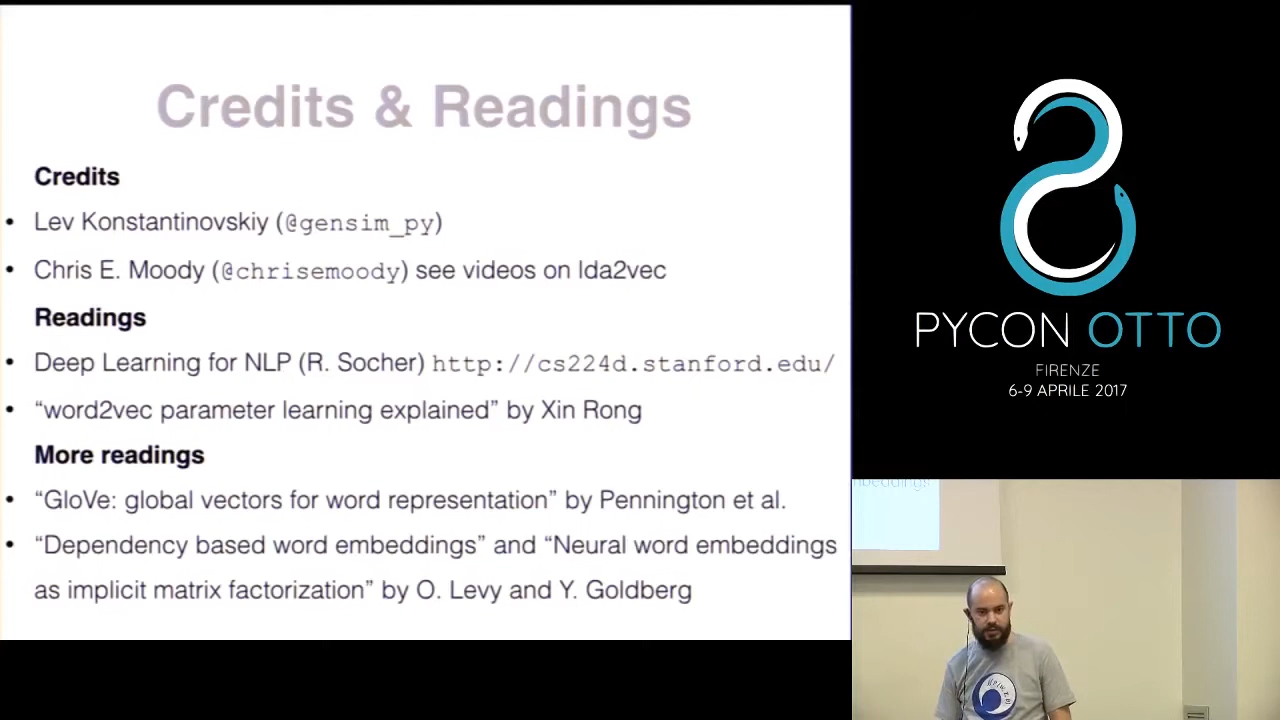 Credits & Readings
Credits
• Lev Konstantinovskiy (@gensim_py)
• Chris E. Moody (@chrisemoody) see videos on lda2vec
Readings
• Deep Learning for NLP (R. Socher) http://cs224d.stanford.edu/
• “word2vec parameter learning explained” by Xin Rong
More readings
• “GloVe: global vectors for word representation” by Pennington et al.
• “Dependency based word embeddings” and “Neural word embeddings
as implicit matrix factorization” by O. Levy and Y. Goldberg
PYCON OTTO
FIRENZE
6-9 APRILE 2017